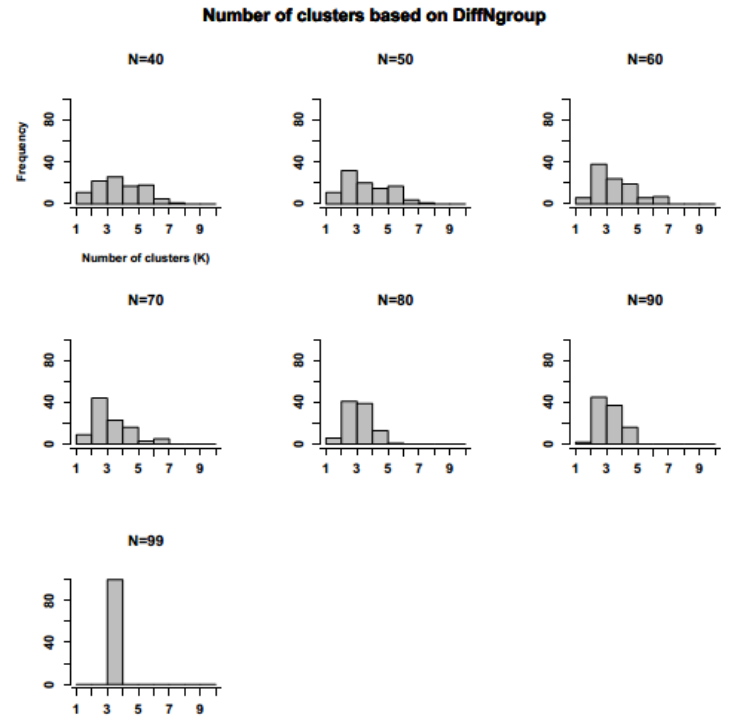 Number of clusters based on DiffNgroup
N=40 N=50 N=60
Frequency
0 40 80
1 3 5 7 9
0 40 80
1 3 5 7 9
0 40 80
1 3 5 7 9
Number of clusters (K)
N=70 N=80 N=90
0 40 80
1 3 5 7 9
0 40 80
1 3 5 7 9
0 40 80
1 3 5 7 9
N=99
0 40 80
1 3 5 7 9